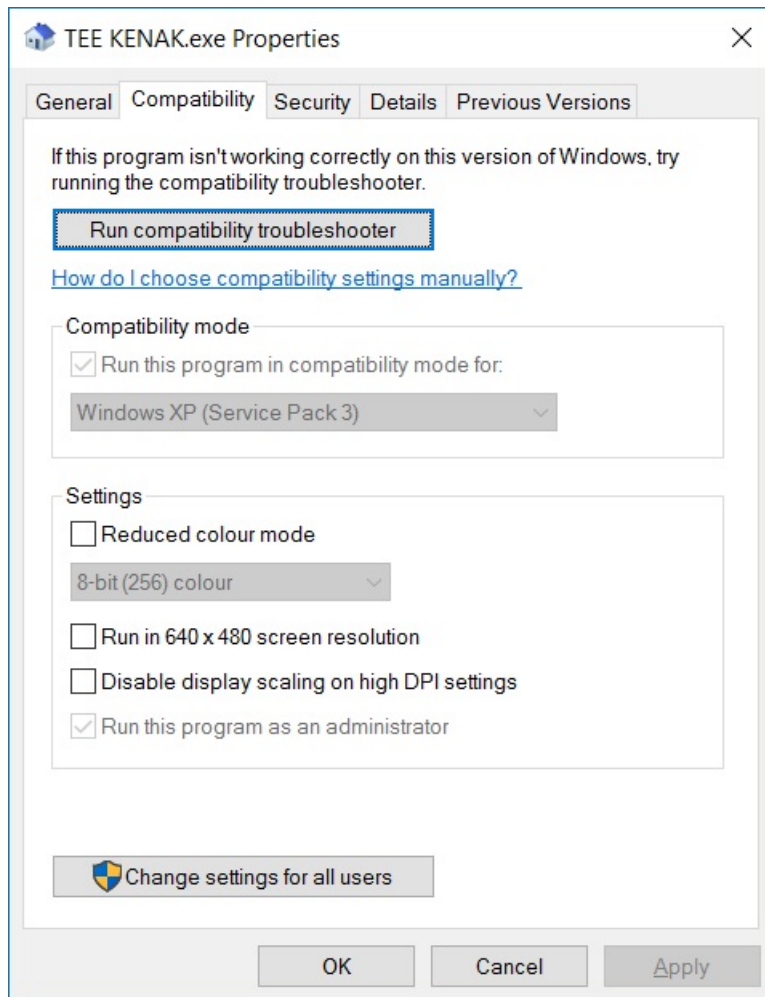 TEE KENAK.exe Properties
General Compatibility Security Details Previous Versions
If this program isn't working correctly on this version of Windows, try
running the compatibility troubleshooter.
Run compatibility troubleshooter
How do I choose compatibility settings manually?
Compatibility mode
Run this program in compatibility mode for:
Windows XP (Service Pack 3)
Settings
Reduced colour mode
8-bit (256) colour
Run in 640 x 480 screen resolution
Disable display scaling on high DPI settings
Run this program as an administrator
Change settings for all users
OK Cancel Apply